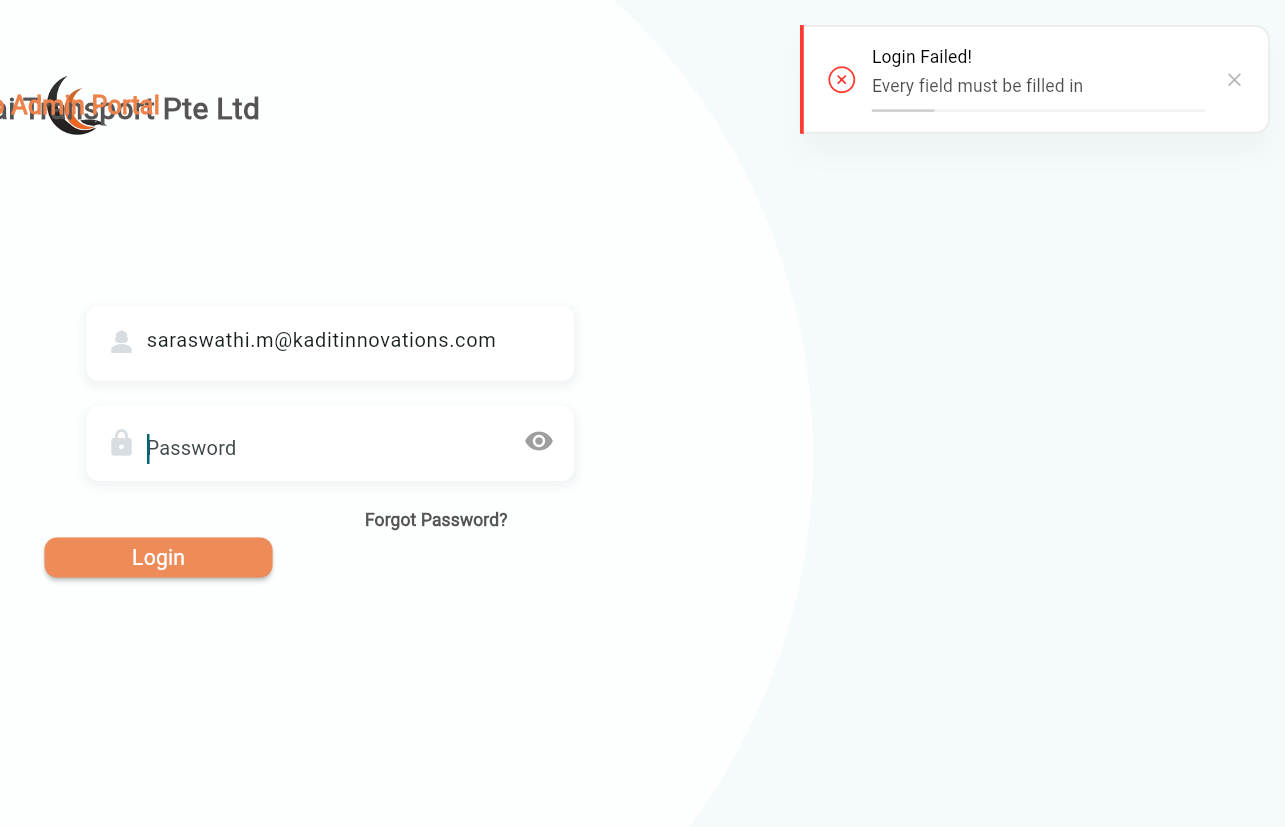 Login Failed!
Every field must be filled in
Admin Portal
Transport Pte Ltd
saraswathi.m@kaditinnovations.com
Password
Forgot Password?
Login